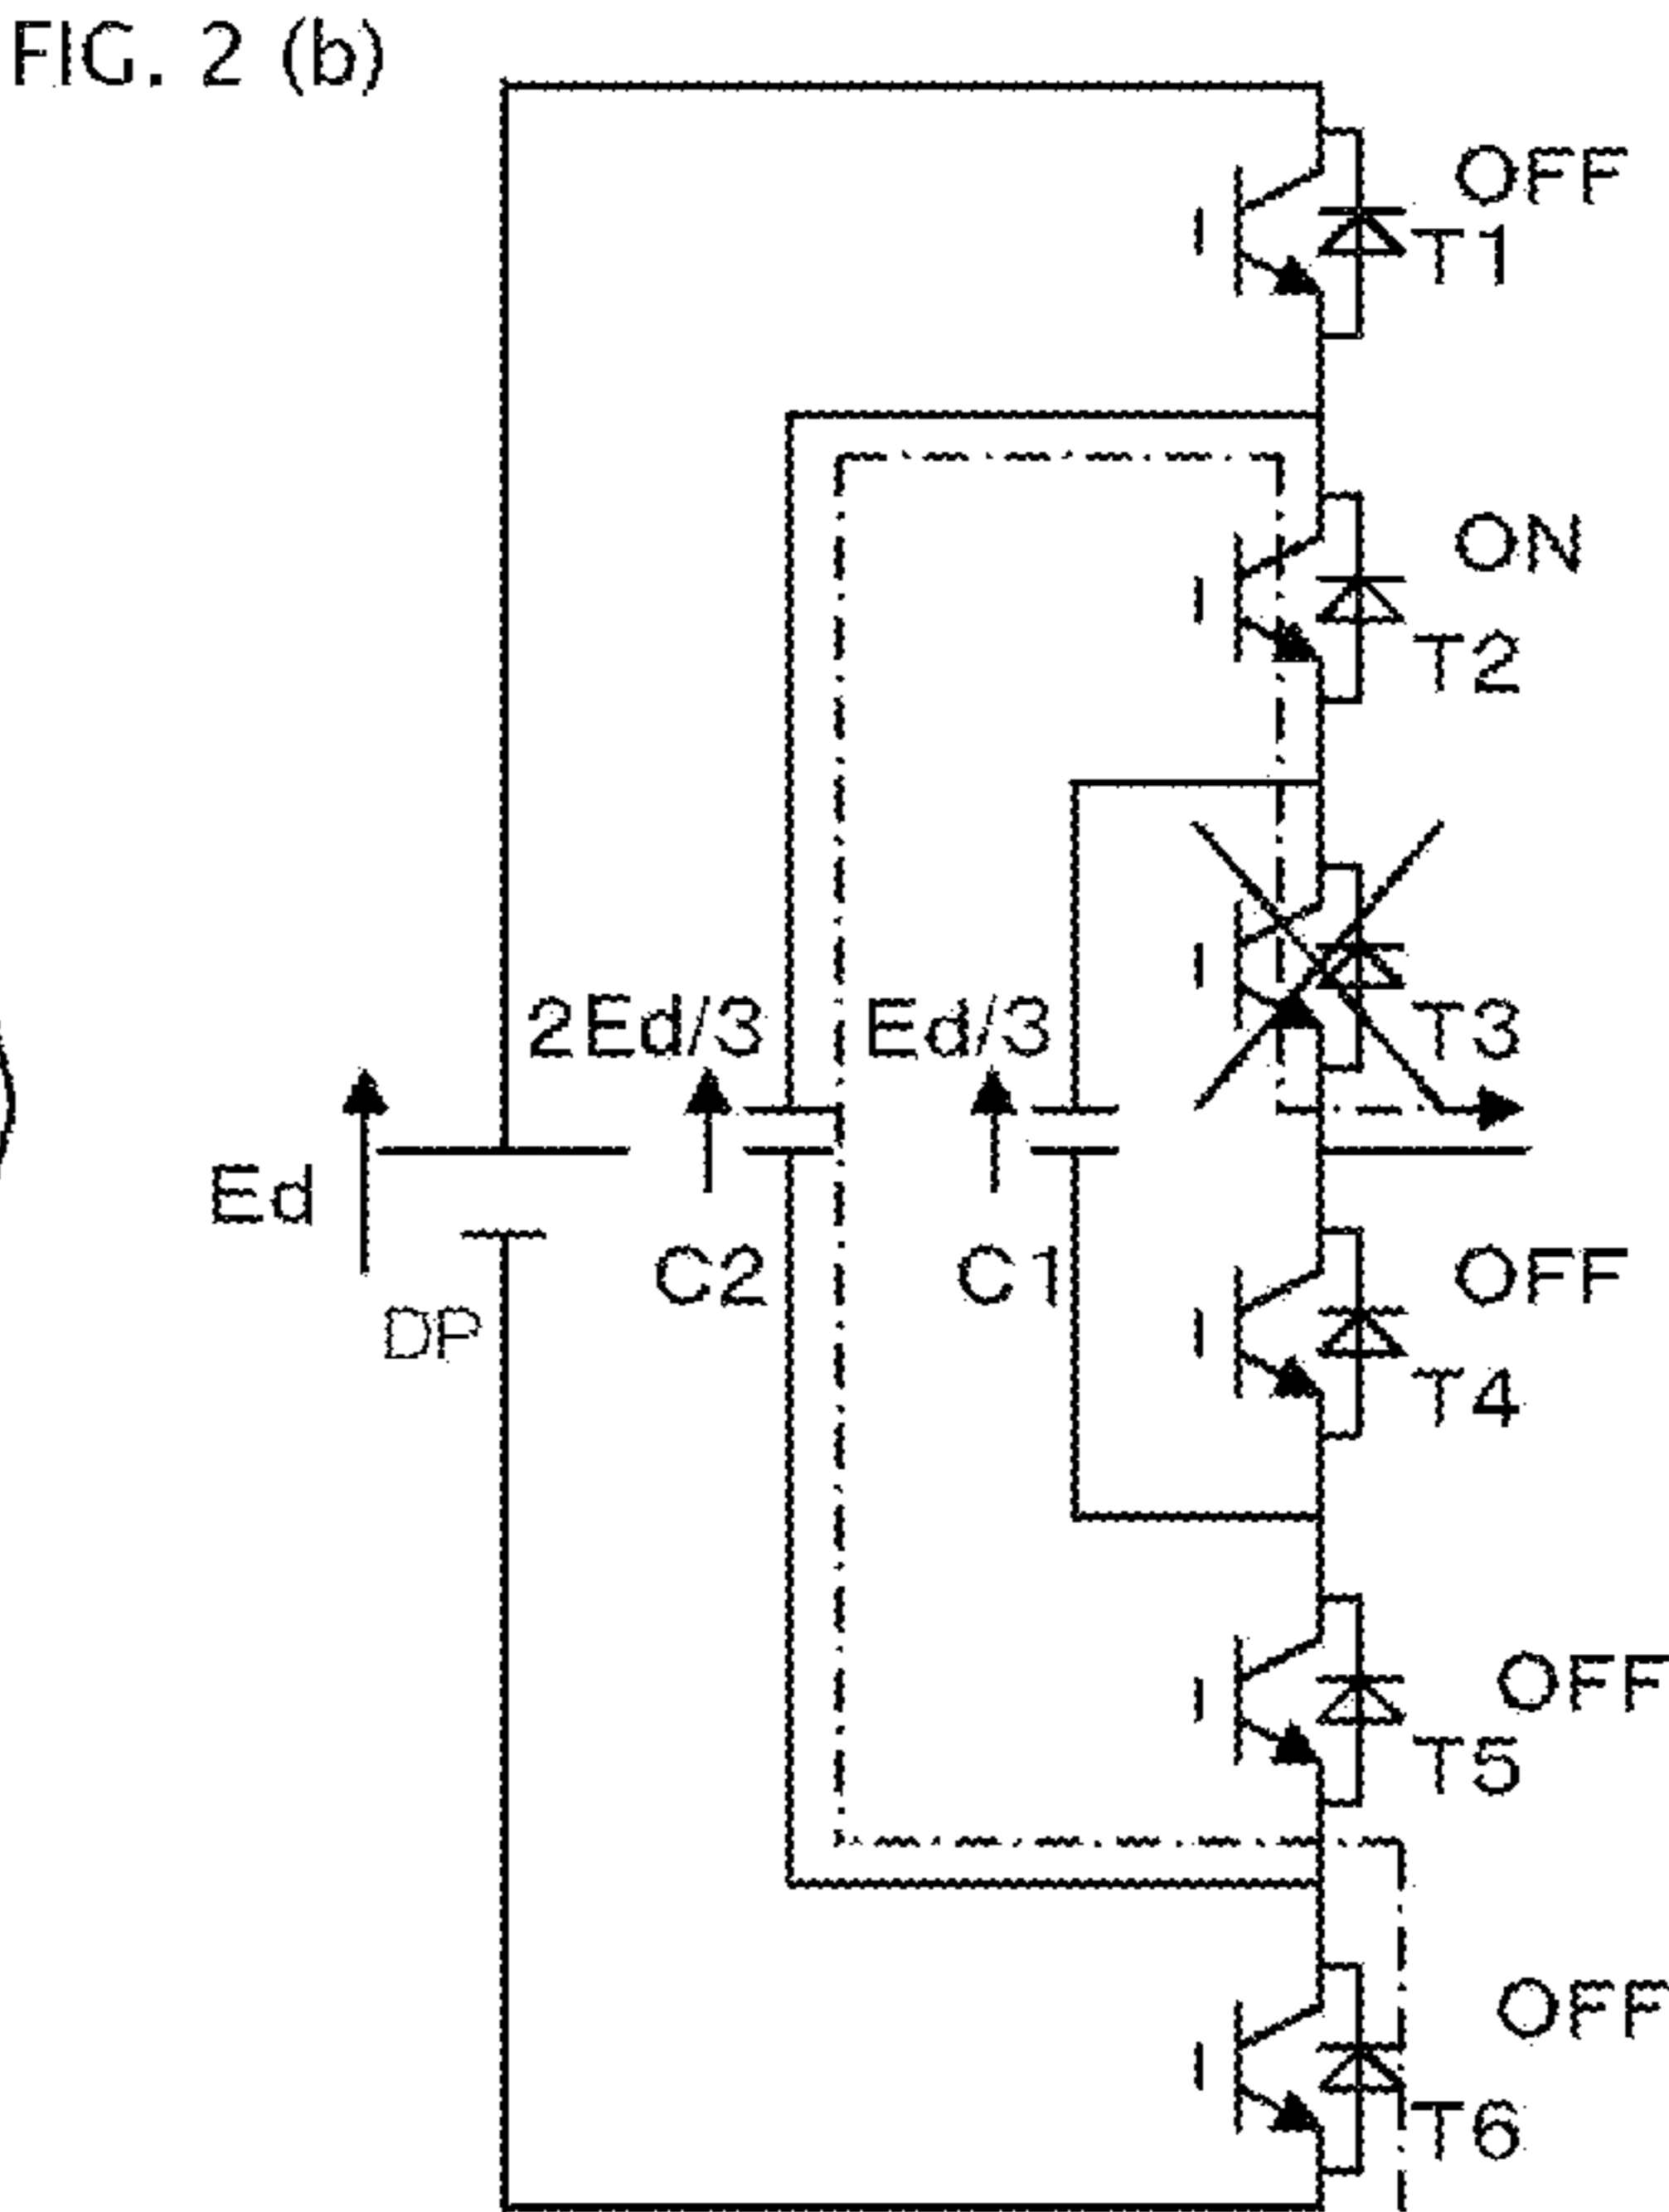 FIG. 2 (b)
OFF
T1
ON
T2
2Ed/3
Ed/3
T3
Ed
C2
C1
OFF
DP
T4
OFF
T5
OFF
T6